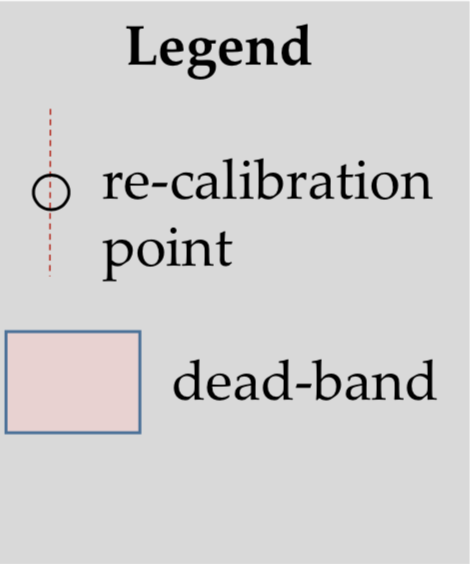 Legend
re-calibration
point
dead-band